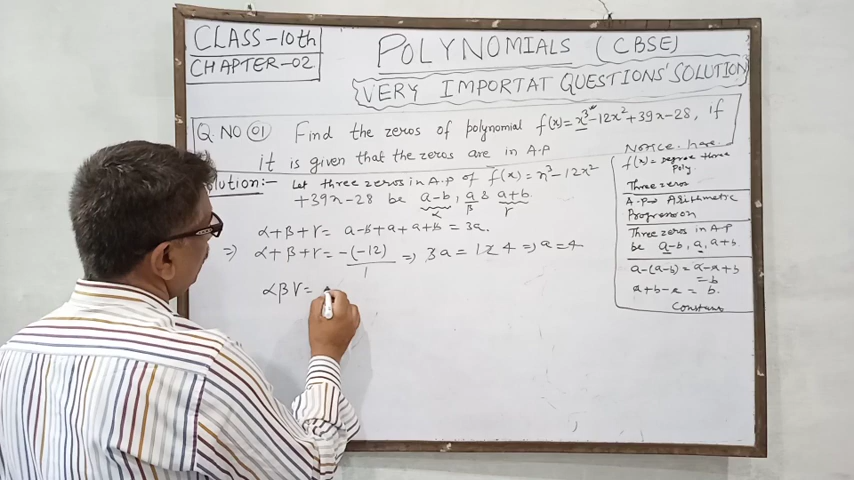 CLASS-10th
CHAPTER-02
POLYNOMIALS (CBSE)
VERY IMPORTAT QUESTIONS' SOLUTION
Q.NO 01 Find the zeros of polynomial f(x)=x³-12x²+39x-28, if
it is given that the zeros are in A.P
Solution:- Let three zeros in A.P of f(x)=x³-12x²
+39x-28 be a-b, a & a+b
α β γ
α+β+γ= a-b+a+a+b = 3a.
⇒ α+β+γ= -(-12)/1 ⇒ 3a = 12 4 ⇒ a=4
αβγ=
Notice here
f(x)= degree three
Poly.
Three zeros
A.P→ Arithmetic
Progression
Three zeros in A.P
be a-b, a, a+b
a-(a-b)= a-a+b
= b
a+b-a = b.
Constant